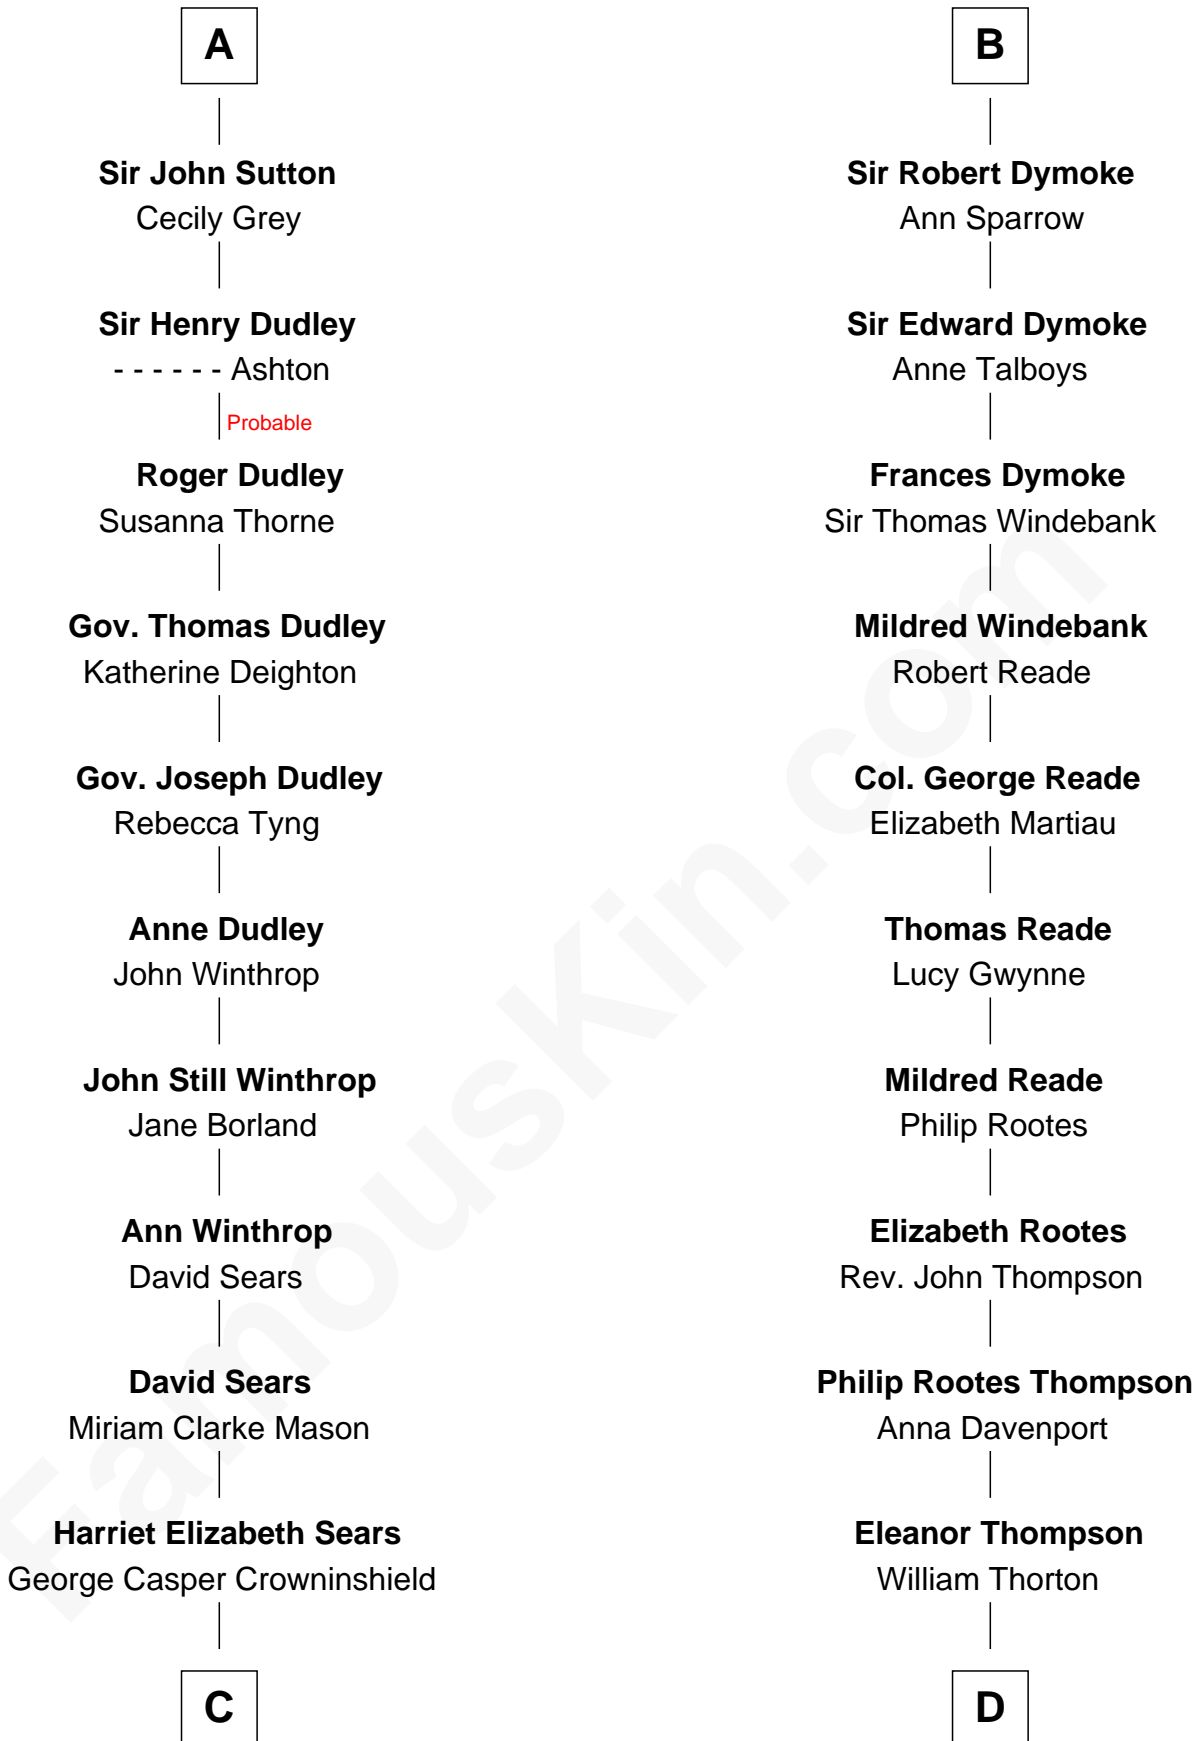 A
Sir John Sutton
Cecily Grey
Sir Henry Dudley
- - - - - - Ashton
Probable
Roger Dudley
Susanna Thorne
Gov. Thomas Dudley
Katherine Deighton
Gov. Joseph Dudley
Rebecca Tyng
Anne Dudley
John Winthrop
John Still Winthrop
Jane Borland
Ann Winthrop
David Sears
David Sears
Miriam Clarke Mason
Harriet Elizabeth Sears
George Casper Crowninshield
C
B
Sir Robert Dymoke
Ann Sparrow
Sir Edward Dymoke
Anne Talboys
Frances Dymoke
Sir Thomas Windebank
Mildred Windebank
Robert Reade
Col. George Reade
Elizabeth Martiau
Thomas Reade
Lucy Gwynne
Mildred Reade
Philip Rootes
Elizabeth Rootes
Rev. John Thompson
Philip Rootes Thompson
Anna Davenport
Eleanor Thompson
William Thorton
D
FamousKin.com